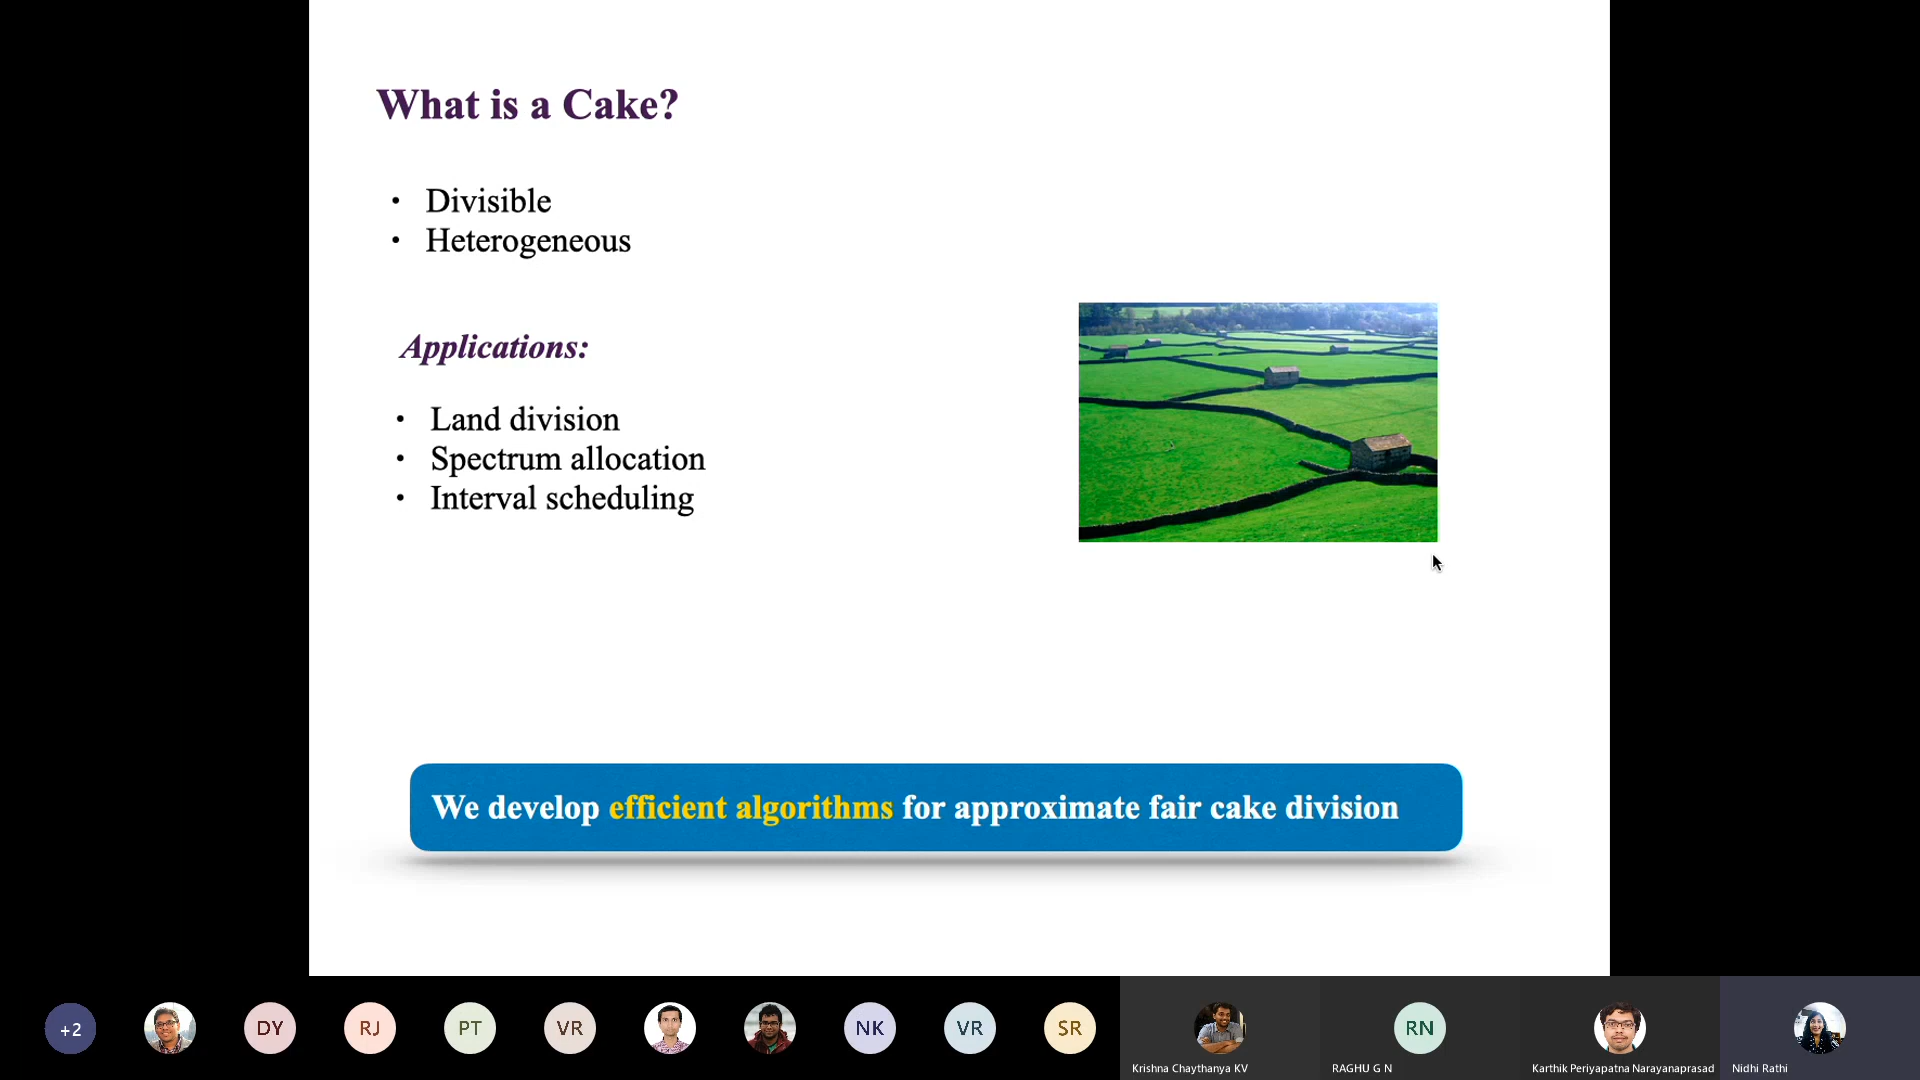 What is a Cake?
• Divisible
• Heterogeneous
Applications:
• Land division
• Spectrum allocation
• Interval scheduling
We develop efficient algorithms for approximate fair cake division
+2
DY
RJ
PT
VR
NK
VR
SR
RN
Krishna Chaythanya KV
RAGHU G N
Karthik Periyapatna Narayanaprasad
Nidhi Rathi